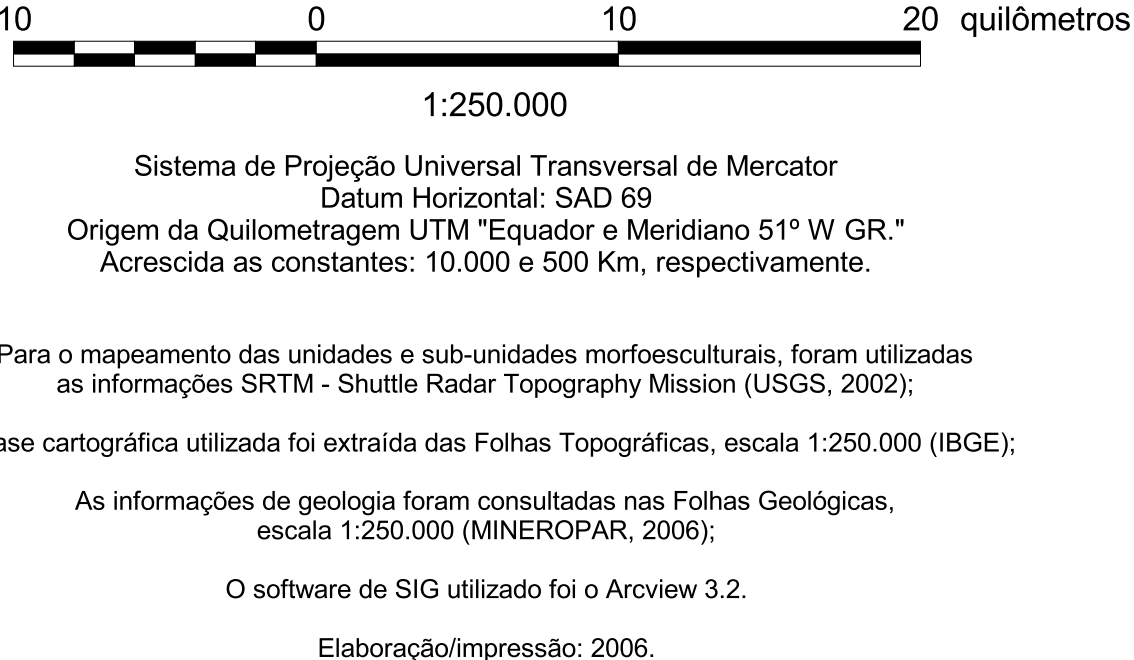 10 0 10 20 quilômetros
1:250.000
Sistema de Projeção Universal Transversal de Mercator
Datum Horizontal: SAD 69
Origem da Quilometragem UTM "Equador e Meridiano 51º W GR."
Acrescida as constantes: 10.000 e 500 Km, respectivamente.
Para o mapeamento das unidades e sub-unidades morfoesculturais, foram utilizadas
as informações SRTM - Shuttle Radar Topography Mission (USGS, 2002);
ase cartográfica utilizada foi extraída das Folhas Topográficas, escala 1:250.000 (IBGE);
As informações de geologia foram consultadas nas Folhas Geológicas,
escala 1:250.000 (MINEROPAR, 2006);
O software de SIG utilizado foi o Arcview 3.2.
Elaboração/impressão: 2006.